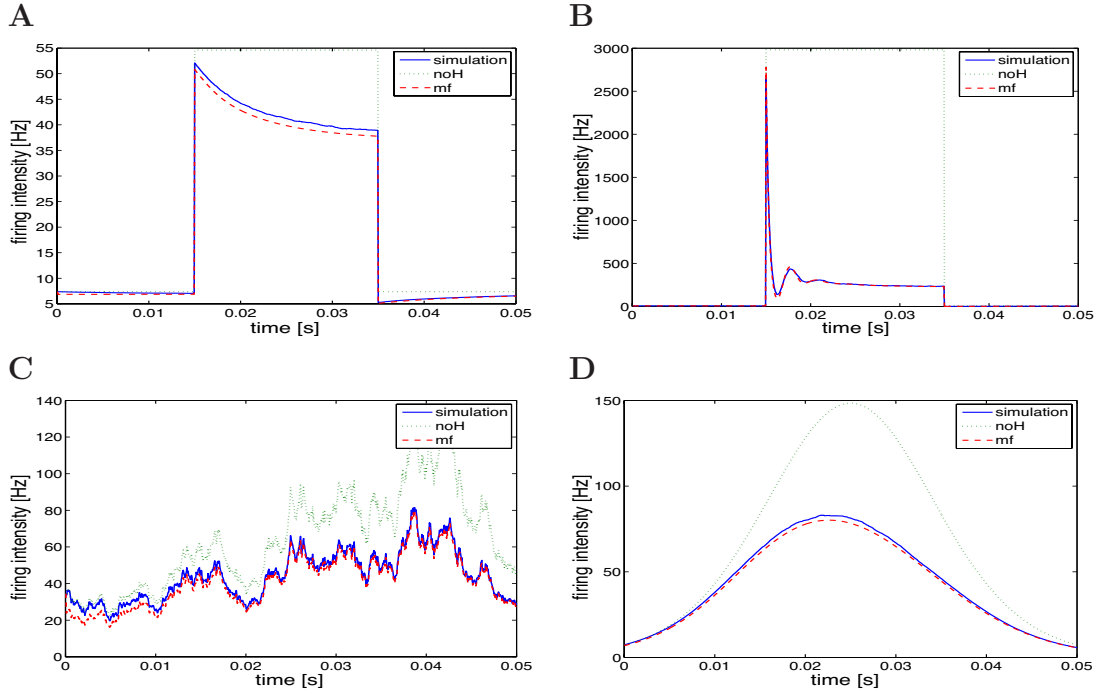 A
firing intensity [Hz]
55
50
45
40
35
30
25
20
15
10
5
0
0.01
0.02
0.03
0.04
0.05
time [s]
simulation
noH
mf
B
firing intensity [Hz]
3000
2500
2000
1500
1000
500
0
0
0.01
0.02
0.03
0.04
0.05
time [s]
simulation
noH
mf
C
firing intensity [Hz]
140
120
100
80
60
40
20
0
0
0.01
0.02
0.03
0.04
0.05
time [s]
simulation
noH
mf
D
firing intensity [Hz]
150
100
50
0
0
0.01
0.02
0.03
0.04
0.05
time [s]
simulation
noH
mf